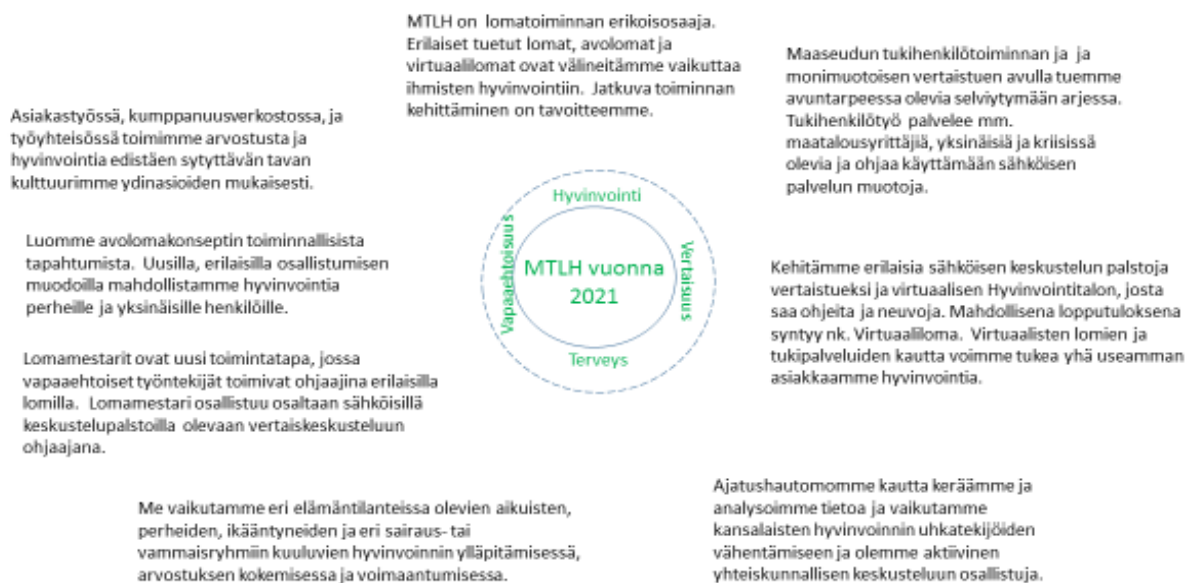 MTLH on lomatoiminnan erikoisosaaja.
Erilaiset tuetut lomat, avolomat ja
virtuaalilomat ovat välineitämme vaikuttaa
ihmisten hyvinvointiin. Jatkuva toiminnan
kehittäminen on tavoitteemme.
Maaseudun tukihenkilötoiminnan ja ja
monimuotoisen vertaistuen avulla tuemme
avuntarpeessa olevia selviytymään arjessa.
Tukihenkilötyö palvelee mm.
maatalousyrittäjiä, yksinäisiä ja kriisissä
olevia ja ohjaa käyttämään sähköisen
palvelun muotoja.
Asiakastyössä, kumppanuusverkostossa, ja
työyhteisössä toimimme arvostusta ja
hyvinvointia edistäen sytyttävän tavan
kulttuurimme ydinasioiden mukaisesti.
Hyvinvointi
Vapaaehtoisuus
MTLH vuonna
2021
Vertaisuus
Terveys
Luomme avolomakonseptin toiminnallisista
tapahtumista. Uusilla, erilaisilla osallistumisen
muodoilla mahdollistamme hyvinvointia
perheille ja yksinäisille henkilöille.
Kehitämme erilaisia sähköisen keskustelun palstoja
vertaistueksi ja virtuaalisen Hyvinvointitalon, josta
saa ohjeita ja neuvoja. Mahdollisena lopputuloksena
syntyy nk. Virtuaaliloma. Virtuaalisten lomien ja
tukipalveluiden kautta voimme tukea yhä useamman
asiakkaamme hyvinvointia.
Lomamestarit ovat uusi toimintatapa, jossa
vapaaehtoiset työntekijät toimivat ohjaajina erilaisilla
lomilla. Lomamestari osallistuu osaltaan sähköisillä
keskustelupalstoilla olevaan vertaiskeskusteluun
ohjaajana.
Me vaikutamme eri elämäntilanteissa olevien aikuisten,
perheiden, ikääntyneiden ja eri sairaus- tai
vammaisryhmiin kuuluvien hyvinvoinnin ylläpitämisessä,
arvostuksen kokemisessa ja voimaantumisessa.
Ajatushautomomme kautta keräämme ja
analysoimme tietoa ja vaikutamme
kansalaisten hyvinvoinnin uhkatekijöiden
vähentämiseen ja olemme aktiivinen
yhteiskunnallisen keskusteluun osallistuja.